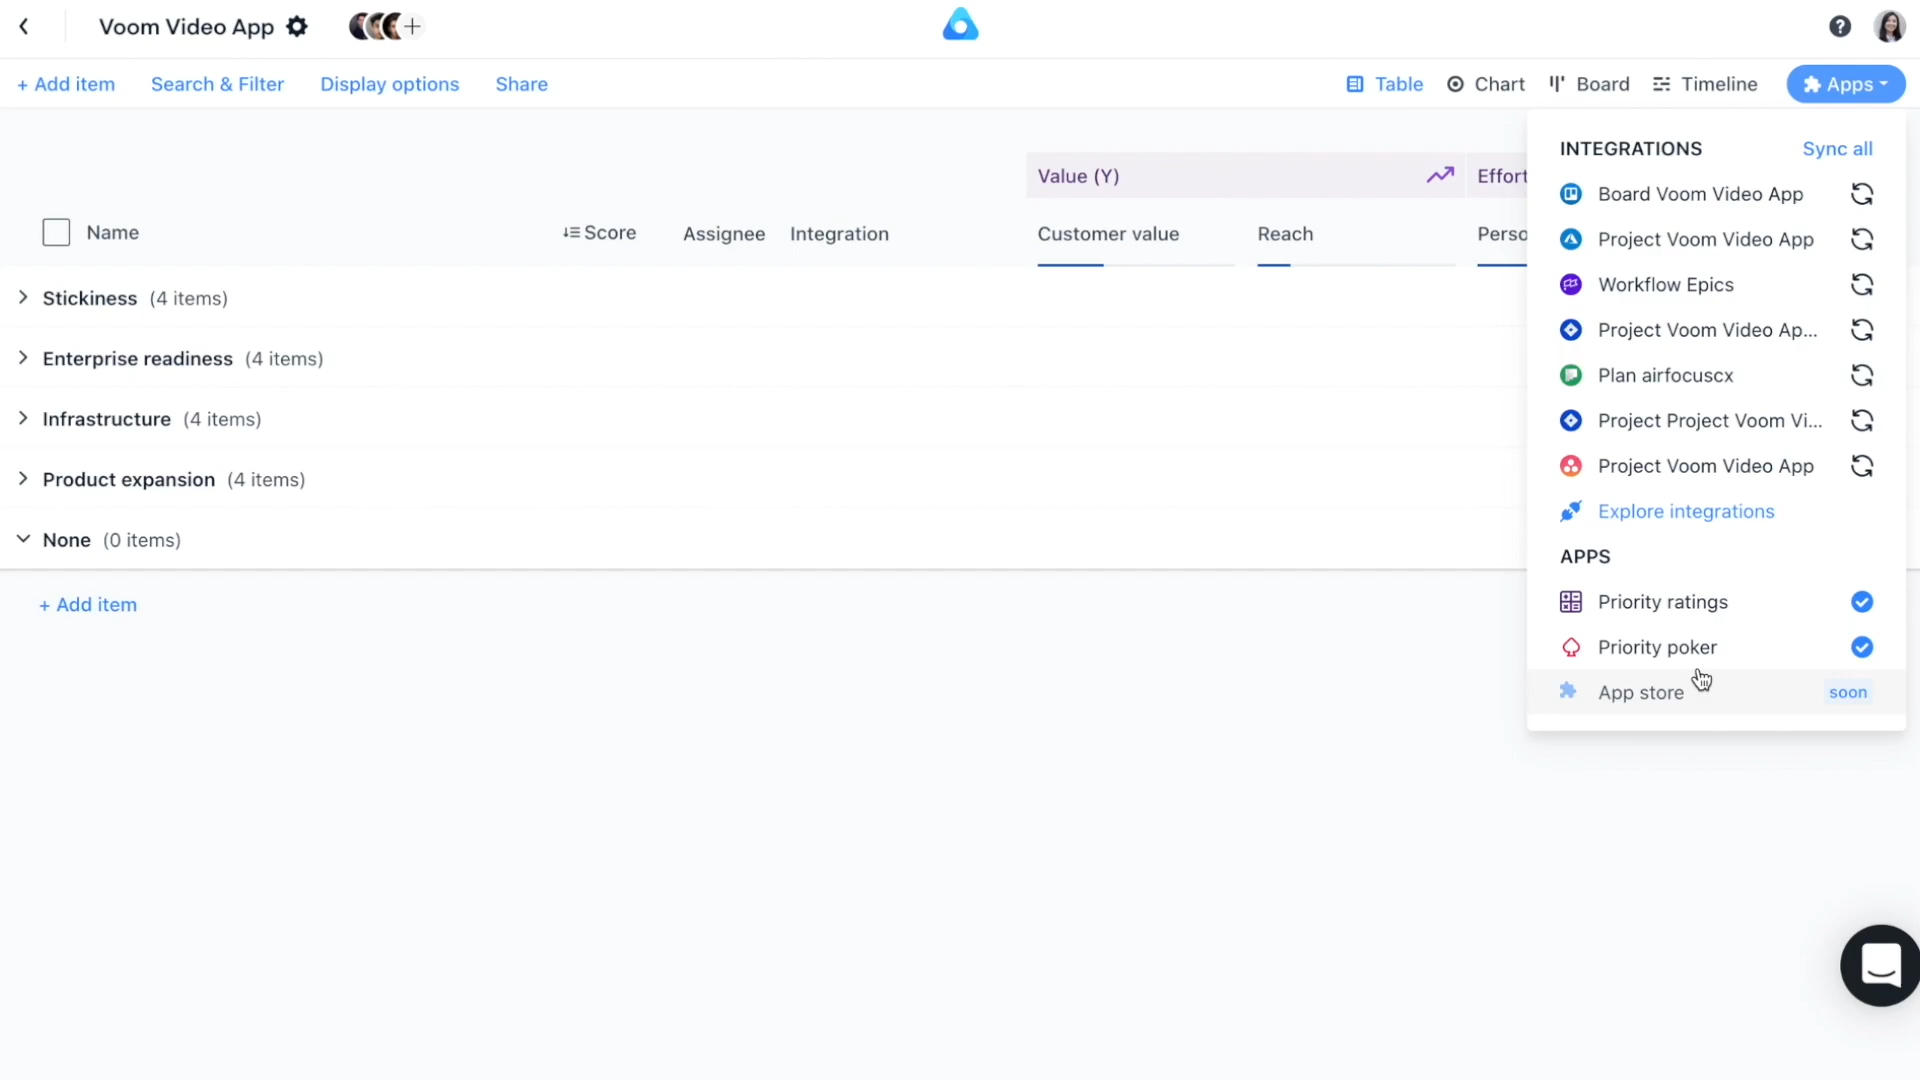 Voom Video App
+ Add item Search & Filter Display options Share Table Chart Board Timeline Apps
INTEGRATIONS Sync all
Value (Y) Effort
Board Voom Video App
Name Score Assignee Integration Customer value Reach Perso
Project Voom Video App
Workflow Epics
Stickiness (4 items)
Project Voom Video Ap...
Enterprise readiness (4 items)
Plan airfocuscx
Infrastructure (4 items)
Project Project Voom Vi...
Product expansion (4 items)
Project Voom Video App
Explore integrations
None (0 items)
APPS
+ Add item
Priority ratings
Priority poker
App store soon